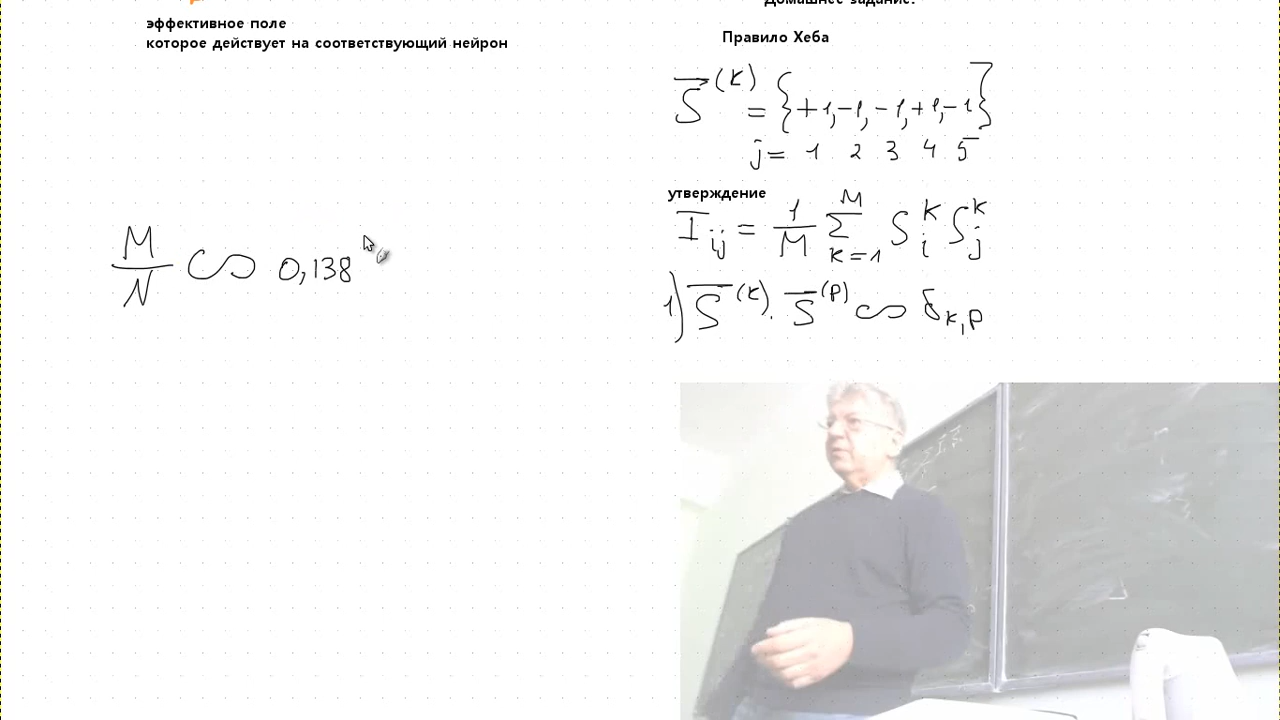 эффективное поле
которое действует на соответствующий нейрон
M/N ∽ 0,138
Домашнее задание:
Правило Хеба
S⃗^(K) = {+1,-1,-1,+1,-1}
j= 1 2 3 4 5
утверждение
I_ij = 1/M Σ_{K=1}^{M} S_i^K S_j^K
1) S⃗^(K) · S⃗^(P) ∽ δ_K,P